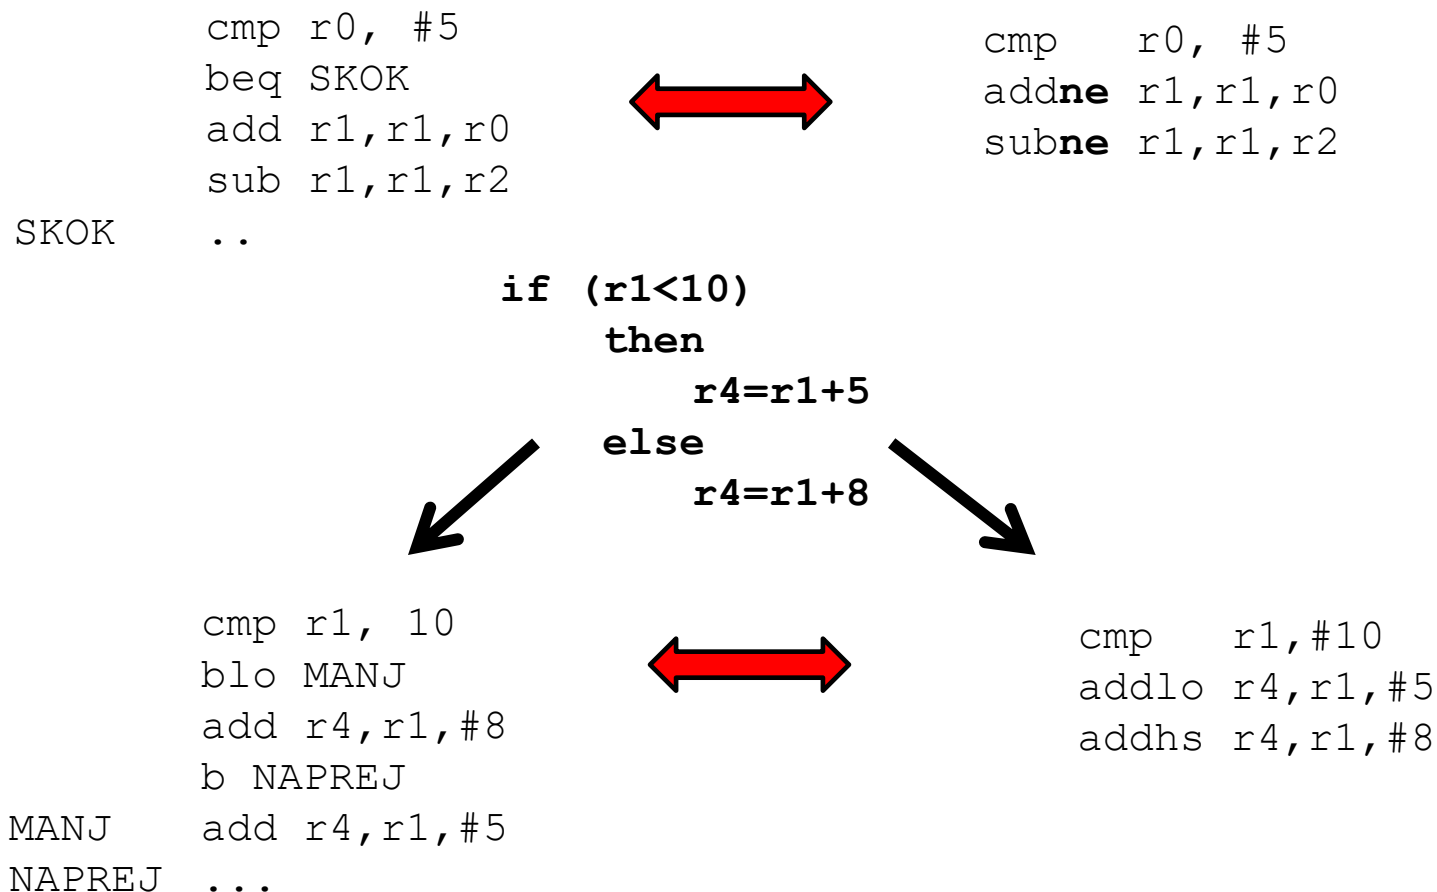 cmp r0, #5
beq SKOK
add r1,r1,r0
sub r1,r1,r2
SKOK ..
cmp r0, #5
addne r1,r1,r0
subne r1,r1,r2
if (r1<10)
then
r4=r1+5
else
r4=r1+8
cmp r1, 10
blo MANJ
add r4,r1,#8
b NAPREJ
MANJ add r4,r1,#5
NAPREJ ...
cmp r1,#10
addlo r4,r1,#5
addhs r4,r1,#8